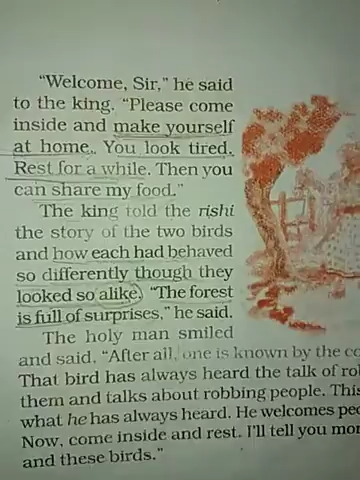 “Welcome, Sir,” he said
to the king. “Please come
inside and make yourself
at home. You look tired.
Rest for a while. Then you
can share my food.”
The king told the rishi
the story of the two birds
and how each had behaved
so differently though they
looked so alike. “The forest
is full of surprises,” he said.
The holy man smiled
and said, “After all, one is known by the
That bird has always heard the talk of
them and talks about robbing people.
what he has always heard. He welcomes
Now, come inside and rest. I’ll tell you
and these birds.”